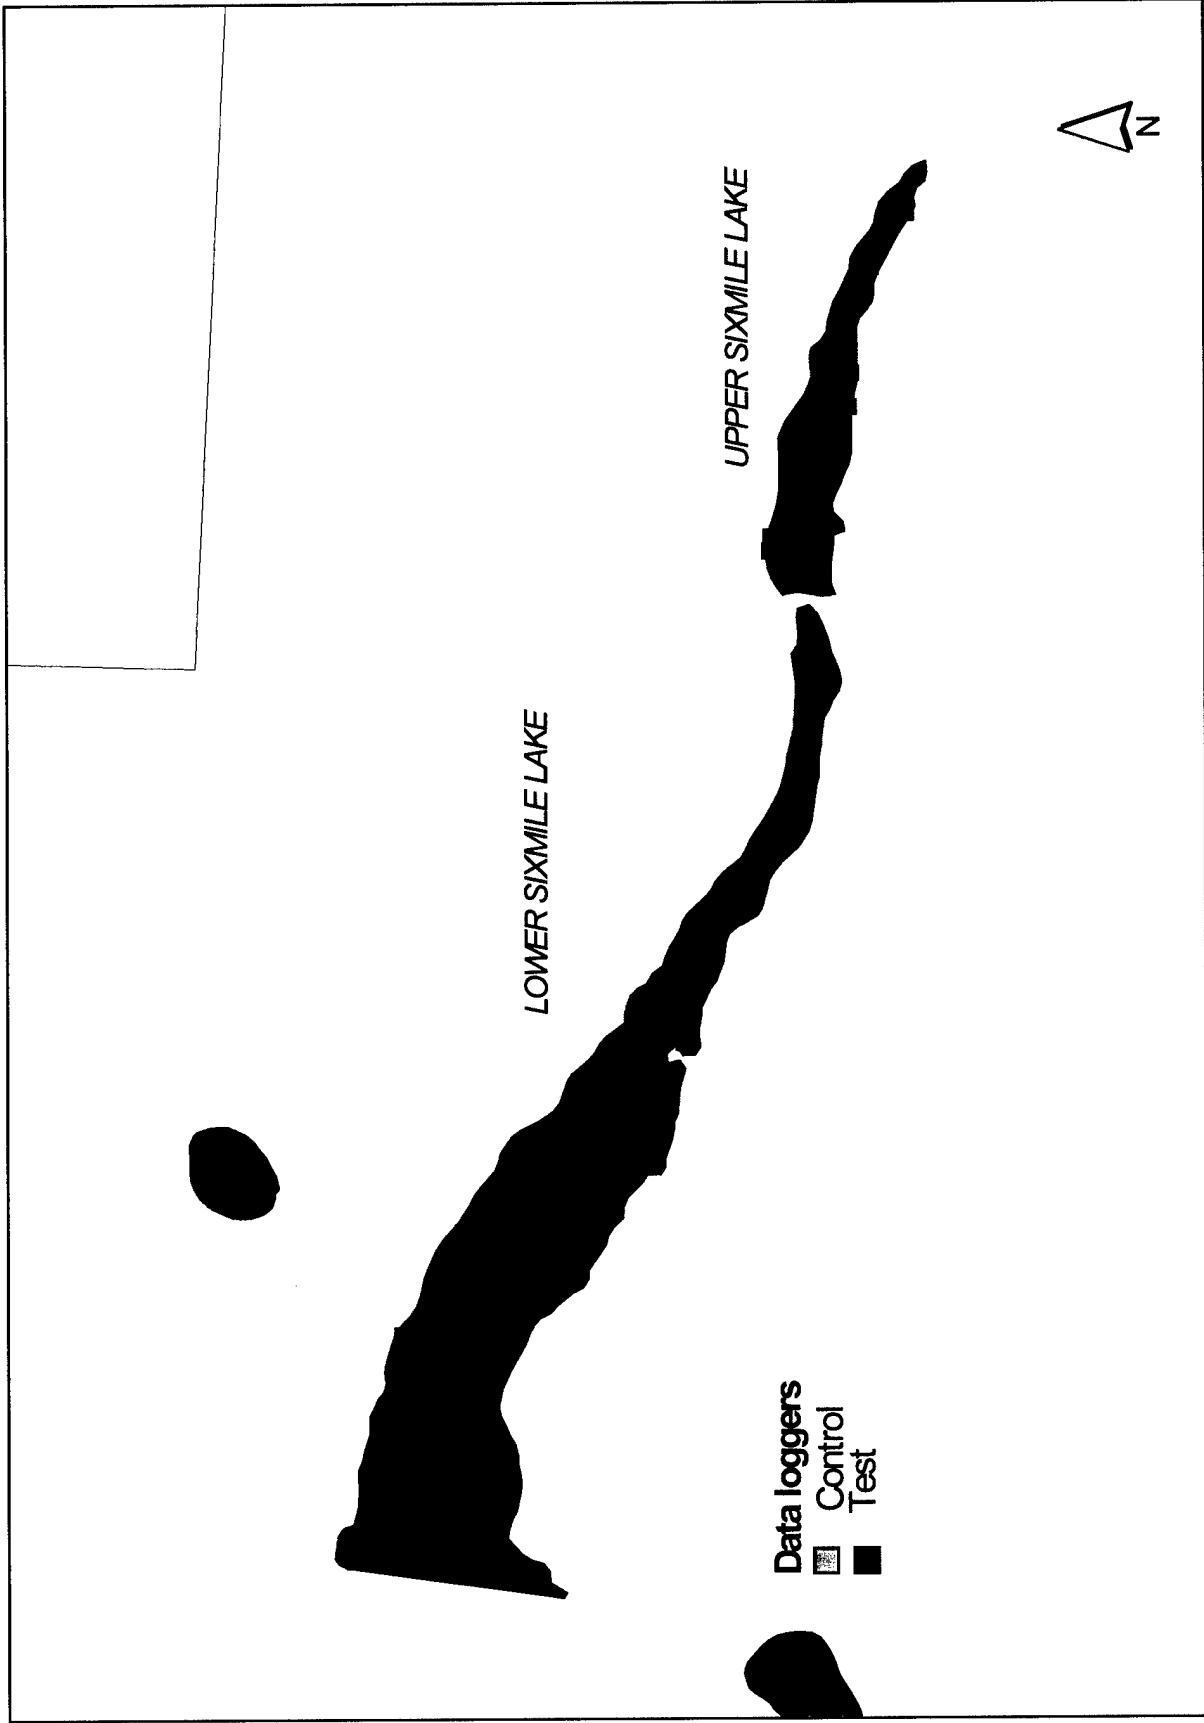 UPPER SIXMILE LAKE
LOWER SIXMILE LAKE
Data loggers
Control
Test
N